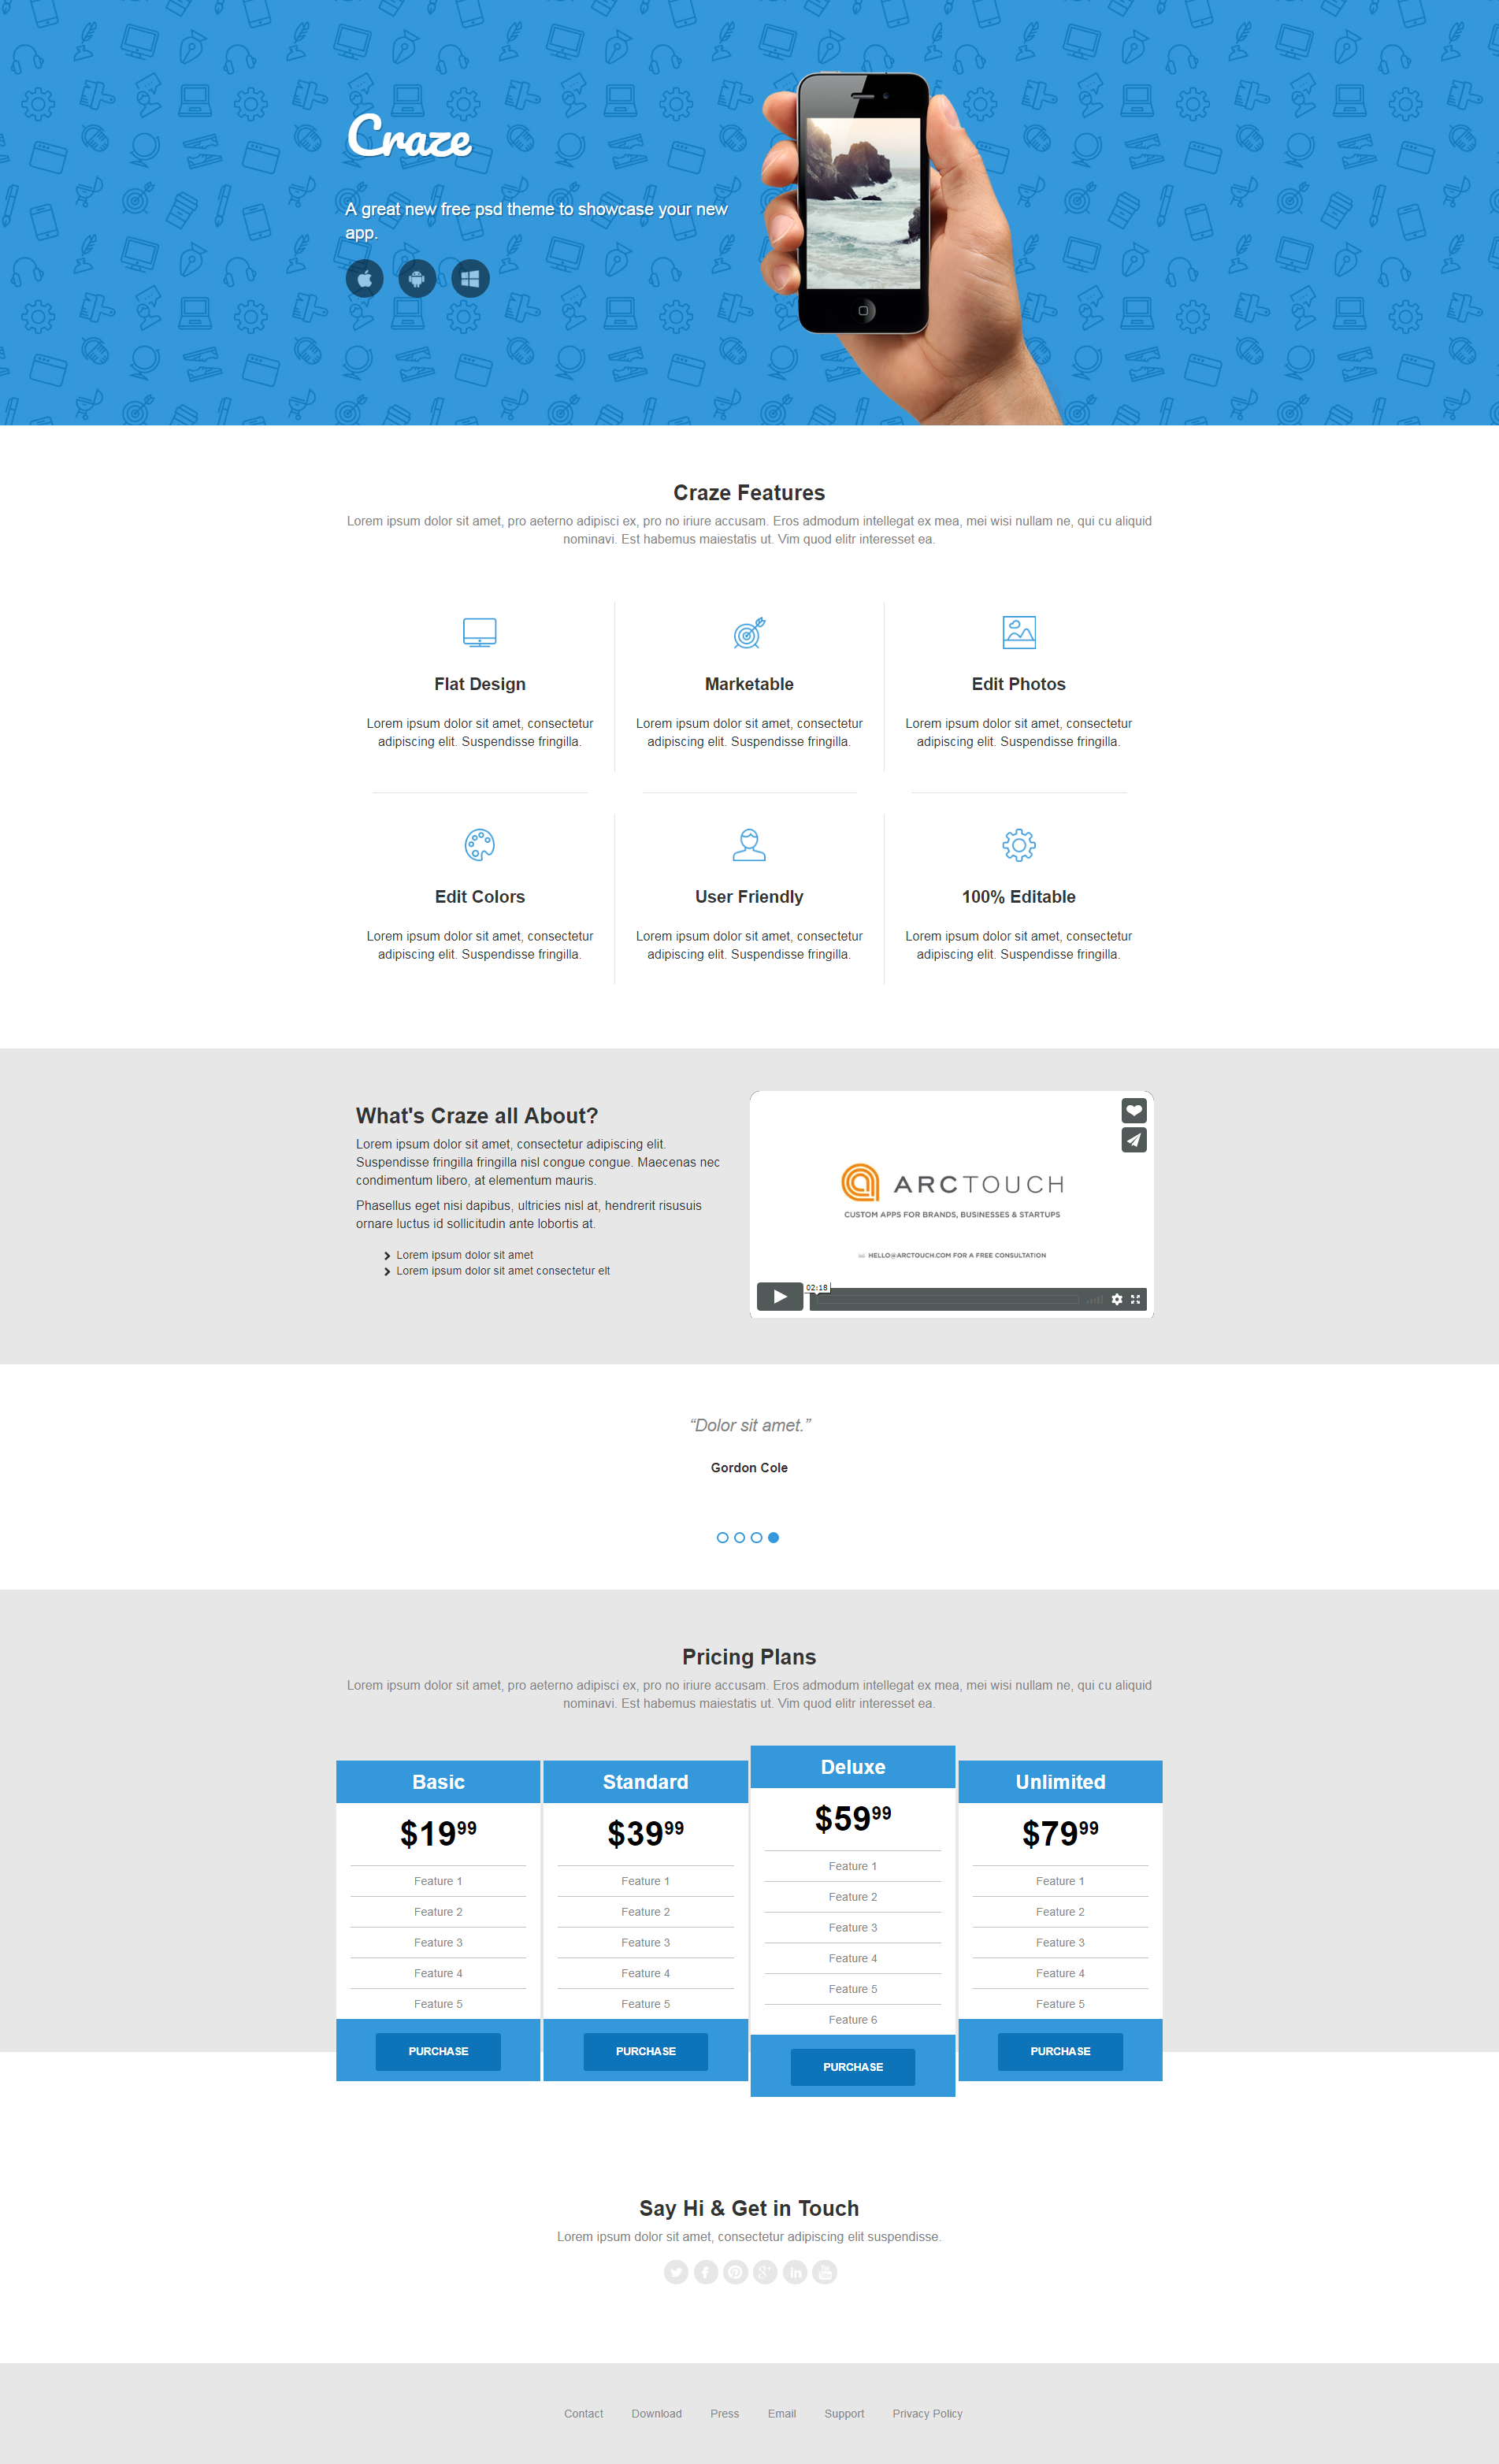 Craze
A great new free psd theme to showcase your new
app.
Craze Features
Lorem ipsum dolor sit amet, pro aeterno adipisci ex, pro no iriure accusam. Eros admodum intellegat ex mea, mei wisi nullam ne, qui cu aliquid
nominavi. Est habemus maiestatis ut. Vim quod elitr interesset ea.
Flat Design
Lorem ipsum dolor sit amet, consectetur
adipiscing elit. Suspendisse fringilla.
Marketable
Lorem ipsum dolor sit amet, consectetur
adipiscing elit. Suspendisse fringilla.
Edit Photos
Lorem ipsum dolor sit amet, consectetur
adipiscing elit. Suspendisse fringilla.
Edit Colors
Lorem ipsum dolor sit amet, consectetur
adipiscing elit. Suspendisse fringilla.
User Friendly
Lorem ipsum dolor sit amet, consectetur
adipiscing elit. Suspendisse fringilla.
100% Editable
Lorem ipsum dolor sit amet, consectetur
adipiscing elit. Suspendisse fringilla.
What's Craze all About?
Lorem ipsum dolor sit amet, consectetur adipiscing elit.
Suspendisse fringilla fringilla nisl congue congue. Maecenas nec
condimentum libero, at elementum mauris.
Phasellus eget nisi dapibus, ultricies nisl at, hendrerit risusuis
ornare luctus id sollicitudin ante lobortis at.
Lorem ipsum dolor sit amet
Lorem ipsum dolor sit amet consectetur elt
ARCTOUCH
CUSTOM APPS FOR BRANDS, BUSINESSES & STARTUPS
HELLO@ARCTOUCH.COM FOR A FREE CONSULTATION
02:18
“Dolor sit amet.”
Gordon Cole
Pricing Plans
Lorem ipsum dolor sit amet, pro aeterno adipisci ex, pro no iriure accusam. Eros admodum intellegat ex mea, mei wisi nullam ne, qui cu aliquid
nominavi. Est habemus maiestatis ut. Vim quod elitr interesset ea.
Basic
$1999
Feature 1
Feature 2
Feature 3
Feature 4
Feature 5
PURCHASE
Standard
$3999
Feature 1
Feature 2
Feature 3
Feature 4
Feature 5
PURCHASE
Deluxe
$5999
Feature 1
Feature 2
Feature 3
Feature 4
Feature 5
Feature 6
PURCHASE
Unlimited
$7999
Feature 1
Feature 2
Feature 3
Feature 4
Feature 5
PURCHASE
Say Hi & Get in Touch
Lorem ipsum dolor sit amet, consectetur adipiscing elit suspendisse.
Contact Download Press Email Support Privacy Policy